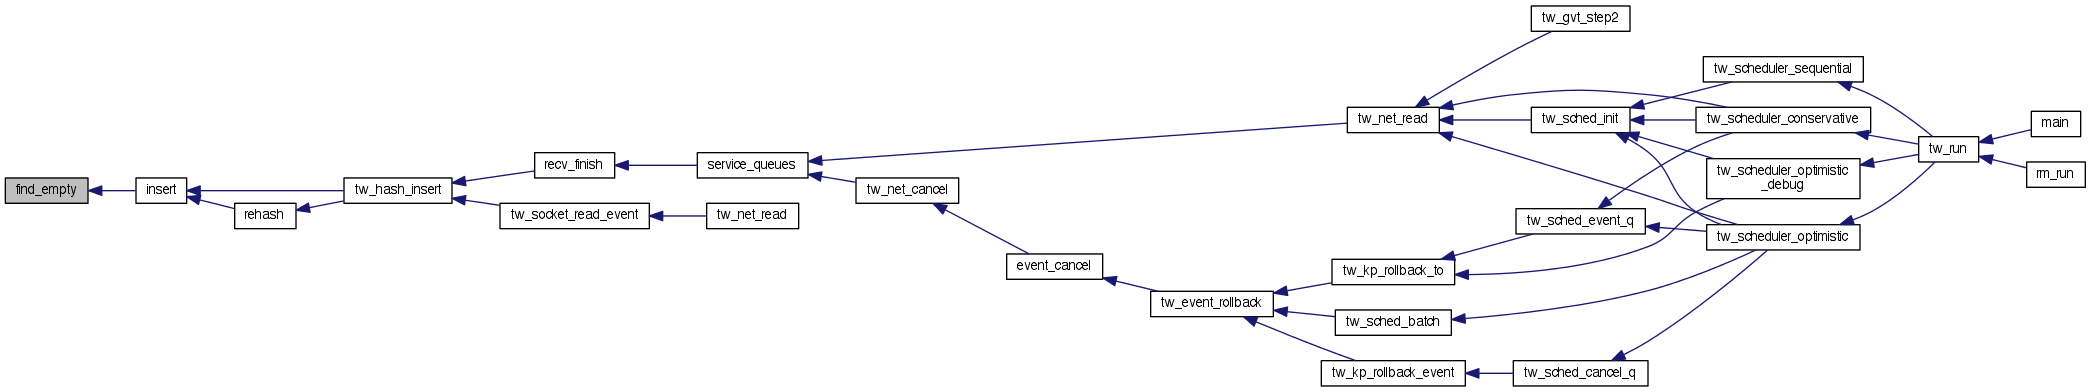 find_empty
insert
rehash
tw_hash_insert
recv_finish
tw_socket_read_event
service_queues
tw_net_read
tw_net_cancel
event_cancel
tw_event_rollback
tw_net_read
tw_kp_rollback_to
tw_sched_batch
tw_kp_rollback_event
tw_gvt_step2
tw_sched_init
tw_sched_event_q
tw_sched_cancel_q
tw_scheduler_sequential
tw_scheduler_conservative
tw_scheduler_optimistic
_debug
tw_scheduler_optimistic
tw_run
main
rm_run